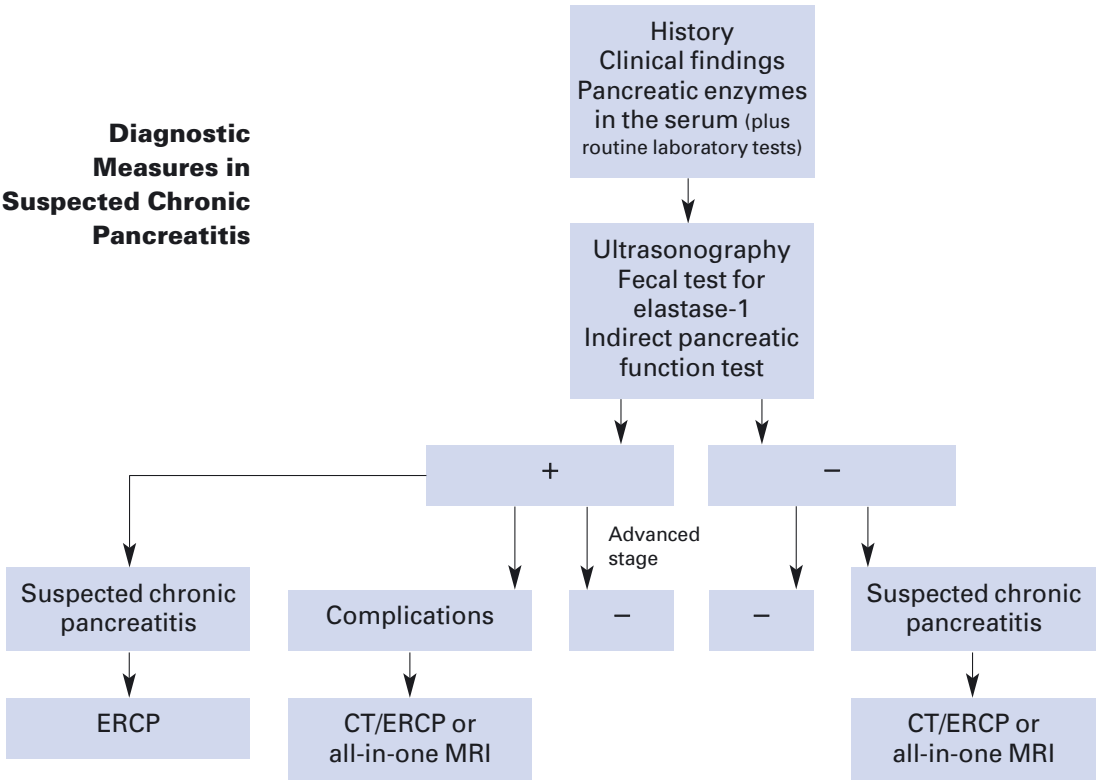 Diagnostic
Measures in
Suspected Chronic
Pancreatitis
History
Clinical findings
Pancreatic enzymes
in the serum (plus
routine laboratory tests)
Ultrasonography
Fecal test for
elastase-1
Indirect pancreatic
function test
+
–
Advanced
stage
Suspected chronic
pancreatitis
Complications
–
–
Suspected chronic
pancreatitis
ERCP
CT/ERCP or
all-in-one MRI
CT/ERCP or
all-in-one MRI